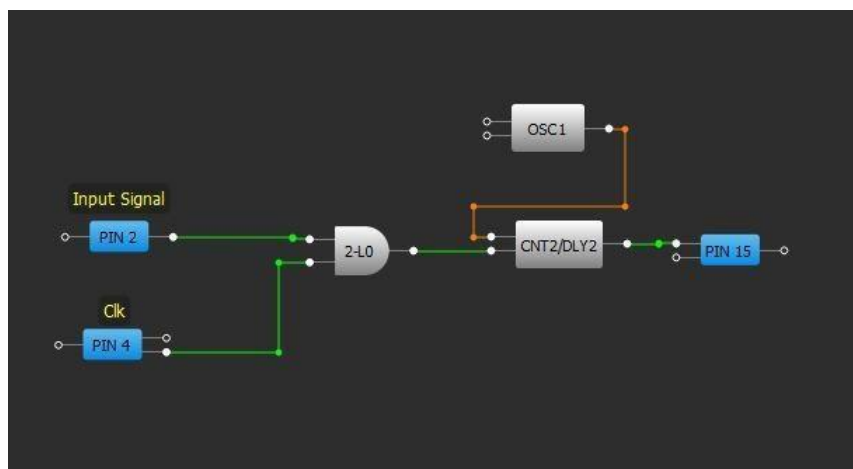 OSC1
Input Signal
PIN 2
2-L0
CNT2/DLY2
PIN 15
Clk
PIN 4